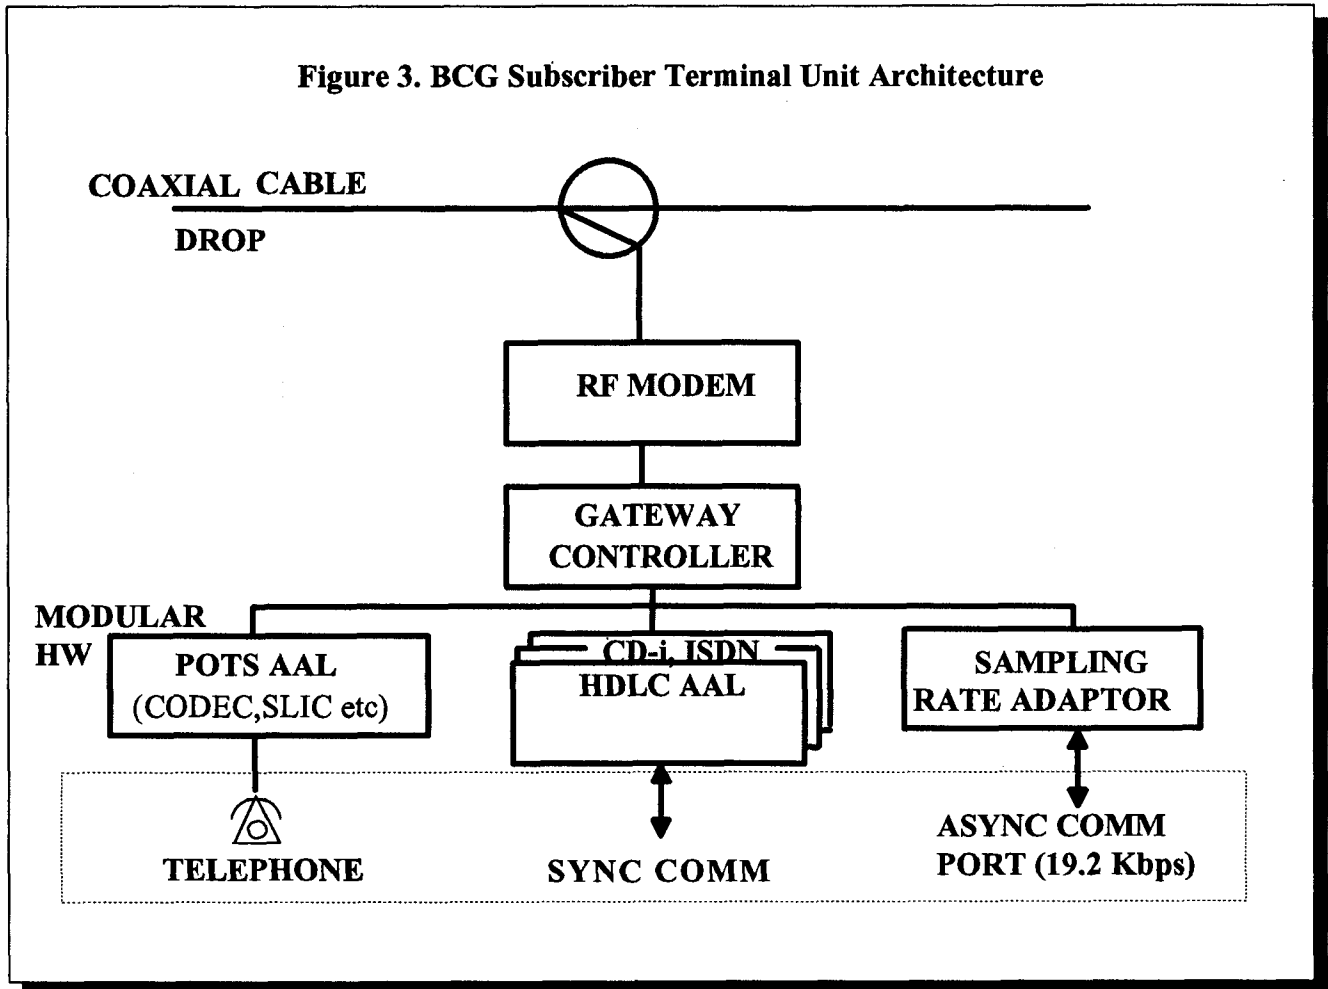 Figure 3. BCG Subscriber Terminal Unit Architecture
COAXIAL CABLE
DROP
RF MODEM
GATEWAY
CONTROLLER
MODULAR
HW
POTS AAL
(CODEC,SLIC etc)
CD-i, ISDN
HDLC AAL
SAMPLING
RATE ADAPTOR
TELEPHONE
SYNC COMM
ASYNC COMM
PORT (19.2 Kbps)